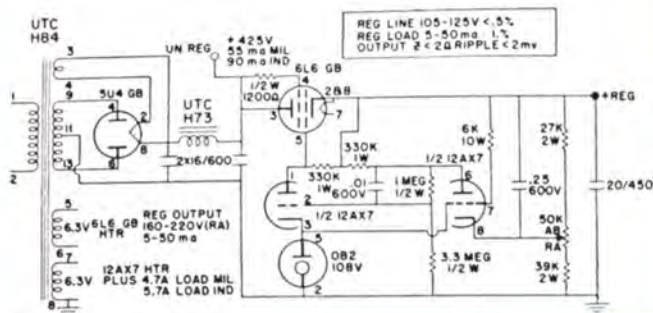 UTC
H84
+425V
UN REG
55 ma MIL
90 ma IND
REG LINE 105-125V <.5%
REG LOAD 5-50 ma .1%
OUTPUT Z < 2Ω RIPPLE < 2mv
3
4
9
11
13
1
2
5U4 GB
4
2
8
6
UTC
H73
2X16/600
1/2 W
1200Ω
6L6 GB
4
2&8
3
7
5
+REG
330K
1W
330K
1W
.01
600V
1 MEG
1/2 W
6K
10W
1/2 12AX7
6
7
8
.25
600V
27K
2W
20/450
50K
AB
RA
39K
2W
1
2
3
1/2 12AX7
5
OB2
108V
2
3.3 MEG
1/2 W
5
6.3V
6L6 GB
HTR
REG OUTPUT
160-220V(RA)
5-50 ma
6
7
6.3V
12AX7 HTR
PLUS 4.7A LOAD MIL
5.7A LOAD IND
8